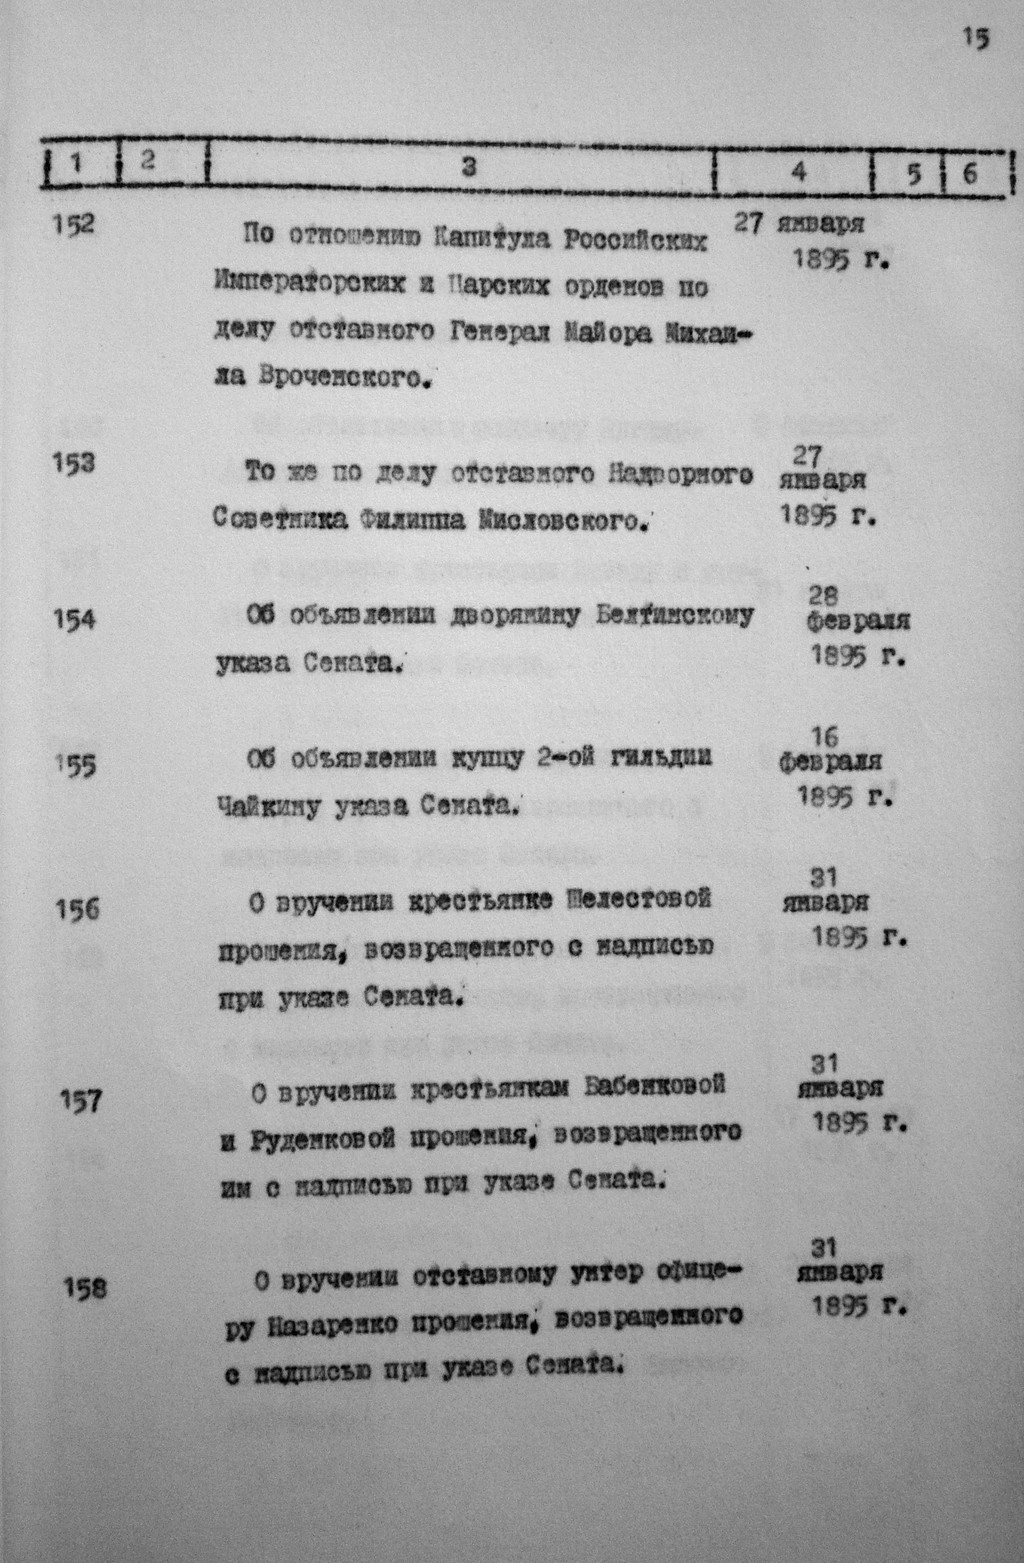 15
1 2 3 4 5 6
152 По отношению Капитула Российских 27 января
Императорских и Царских орденов по 1895 г.
делу отставного Генерал Майора Михаи-
ла Вроченского.
153 То же по делу отставного Надворного 27 января
Советника Филиппа Мисловского. 1895 г.
154 Об объявлении дворянину Белтинскому 28 февраля
указа Сената. 1895 г.
155 Об объявлении купцу 2-ой гильдии 16 февраля
Чайкину указа Сената. 1895 г.
156 О вручении крестьянке Шелестовой 31 января
прошения, возвращенного с надписью 1895 г.
при указе Сената.
157 О вручении крестьянкам Бабенковой 31 января
и Руденковой прошения, возвращенного 1895 г.
им с надписью при указе Сената.
158 О вручении отставному унтер офице- 31 января
ру Назаренко прошения, возвращенного 1895 г.
с надписью при указе Сената.